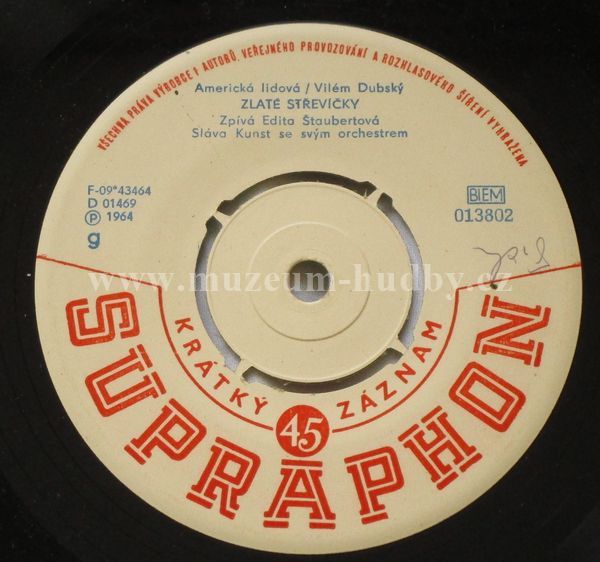 VŠECHNA PRÁVA VÝROBCE I AUTORŮ, VEŘEJNÉHO PROVOZOVÁNÍ A ROZHLASOVÉHO ŠÍŘENÍ VYHRAŽENA
Americká lidová / Vilém Dubský
ZLATÉ STŘEVÍČKY
Zpívá Edita Štaubertová
Sláva Kunst se svým orchestrem
F-09*43464
D 01469
Ⓟ 1964
g
BIEM
013802
www.muzeum-hudby.cz
KRÁTKÝ 45 ZÁZNAM
SUPRAPHON